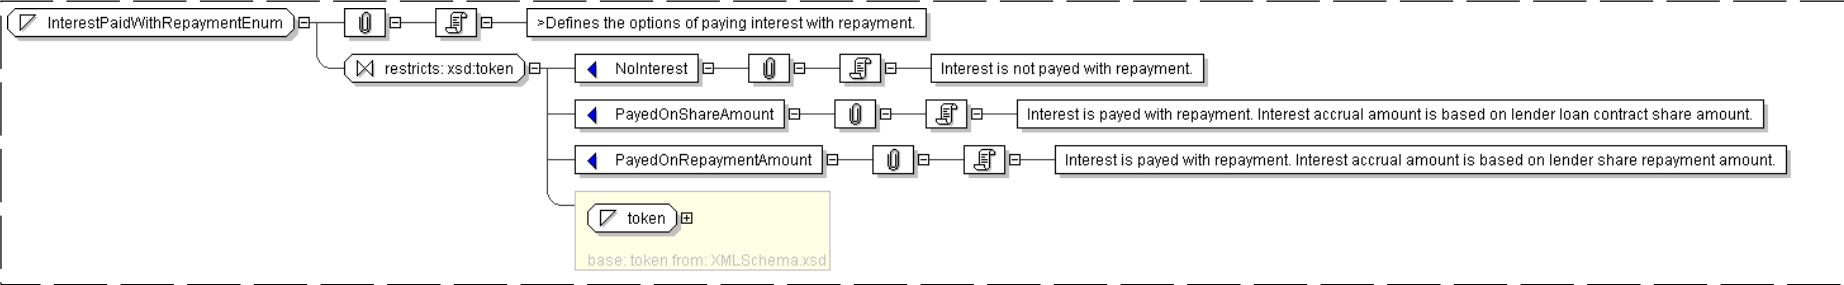 InterestPaidWithRepaymentEnum
>Defines the options of paying interest with repayment.
restricts: xsd:token
NoInterest
Interest is not payed with repayment.
PayedOnShareAmount
Interest is payed with repayment. Interest accrual amount is based on lender loan contract share amount.
PayedOnRepaymentAmount
Interest is payed with repayment. Interest accrual amount is based on lender share repayment amount.
token
base: token from: XMLSchema.xsd